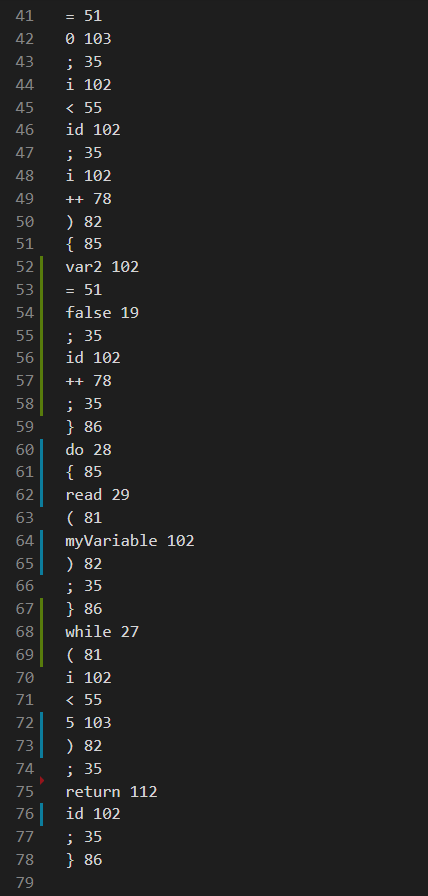 41 = 51
42 0 103
43 ; 35
44 i 102
45 < 55
46 id 102
47 ; 35
48 i 102
49 ++ 78
50 ) 82
51 { 85
52 var2 102
53 = 51
54 false 19
55 ; 35
56 id 102
57 ++ 78
58 ; 35
59 } 86
60 do 28
61 { 85
62 read 29
63 ( 81
64 myVariable 102
65 ) 82
66 ; 35
67 } 86
68 while 27
69 ( 81
70 i 102
71 < 55
72 5 103
73 ) 82
74 ; 35
75 return 112
76 id 102
77 ; 35
78 } 86
79